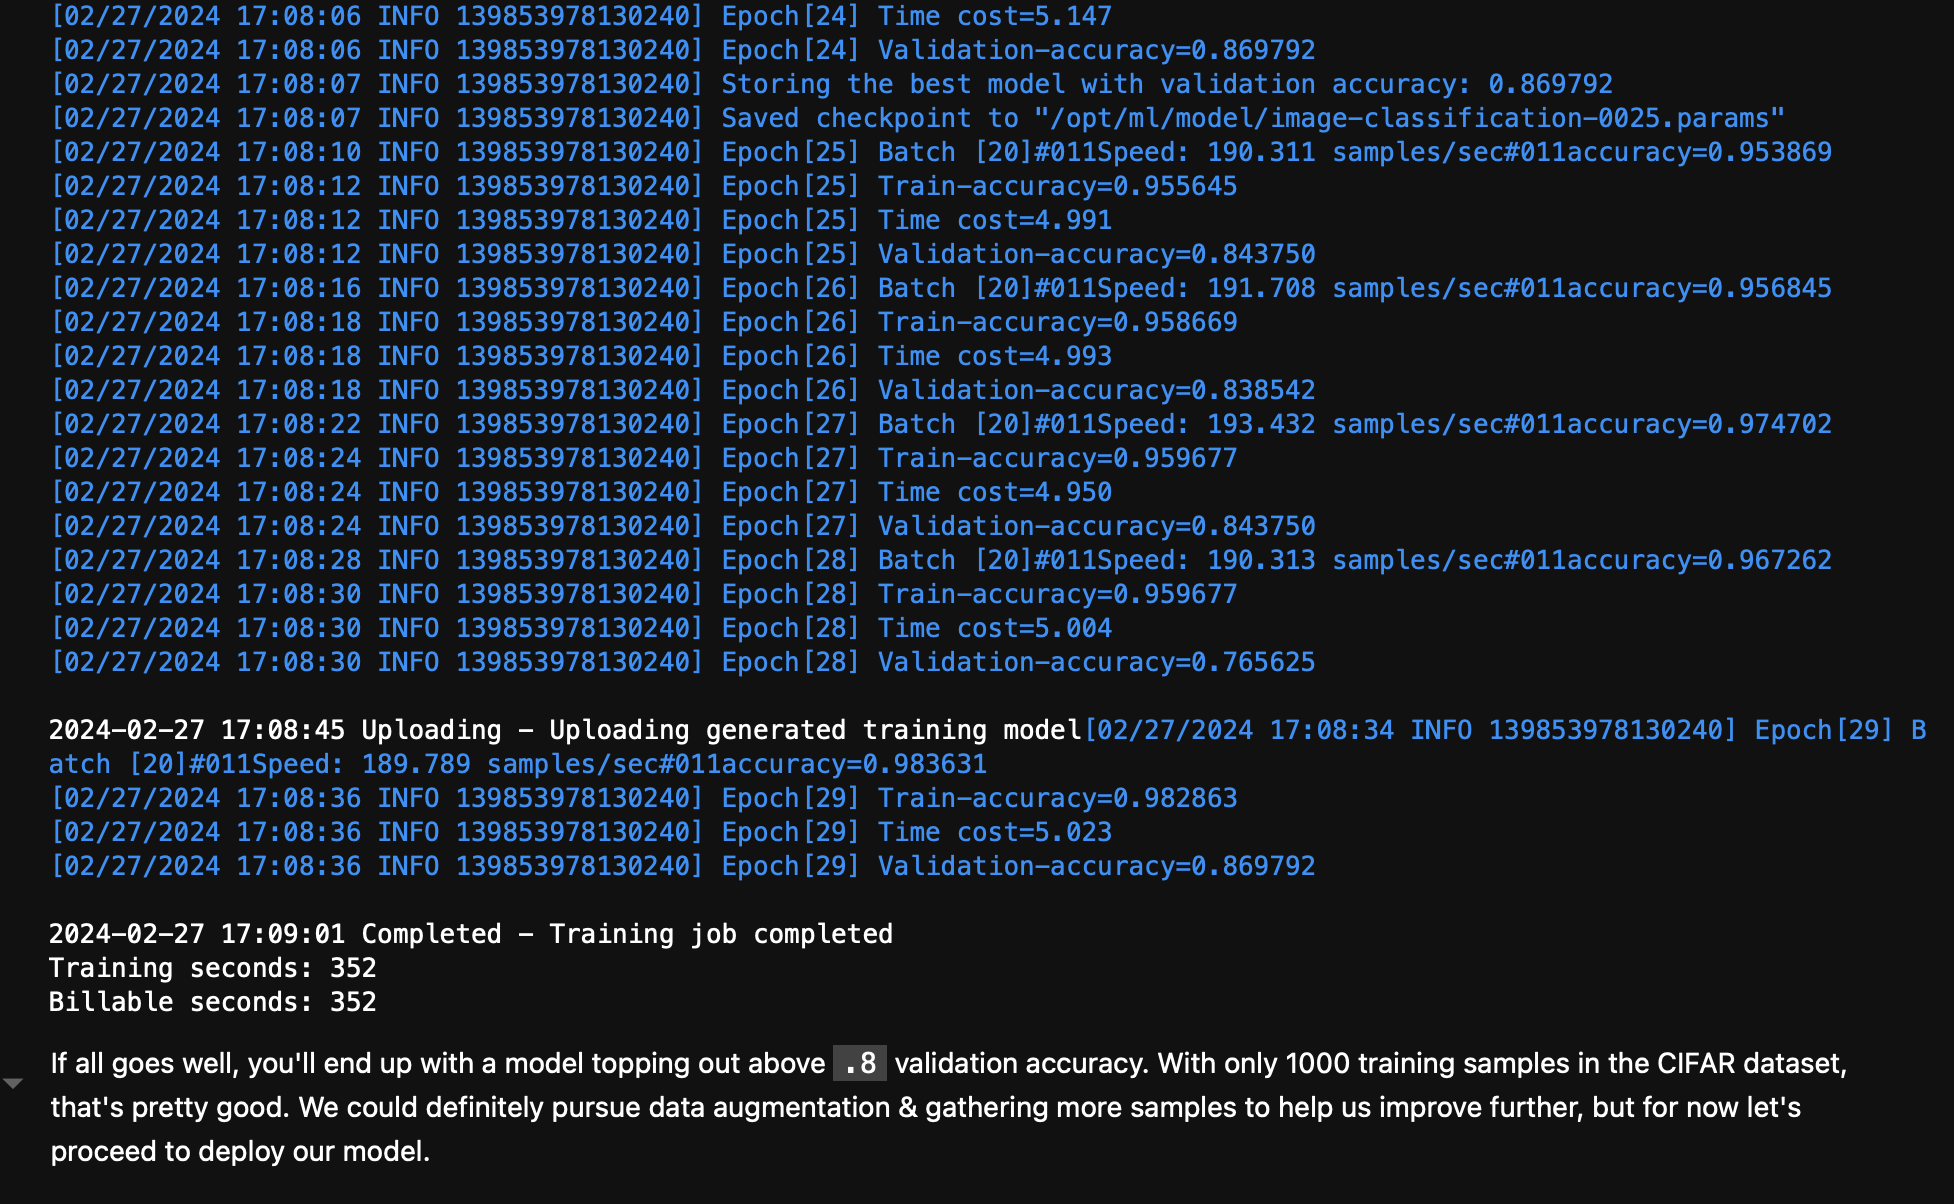 [02/27/2024 17:08:06 INFO 139853978130240] Epoch[24] Time cost=5.147
[02/27/2024 17:08:06 INFO 139853978130240] Epoch[24] Validation-accuracy=0.869792
[02/27/2024 17:08:07 INFO 139853978130240] Storing the best model with validation accuracy: 0.869792
[02/27/2024 17:08:07 INFO 139853978130240] Saved checkpoint to "/opt/ml/model/image-classification-0025.params"
[02/27/2024 17:08:10 INFO 139853978130240] Epoch[25] Batch [20]#011Speed: 190.311 samples/sec#011accuracy=0.953869
[02/27/2024 17:08:12 INFO 139853978130240] Epoch[25] Train-accuracy=0.955645
[02/27/2024 17:08:12 INFO 139853978130240] Epoch[25] Time cost=4.991
[02/27/2024 17:08:12 INFO 139853978130240] Epoch[25] Validation-accuracy=0.843750
[02/27/2024 17:08:16 INFO 139853978130240] Epoch[26] Batch [20]#011Speed: 191.708 samples/sec#011accuracy=0.956845
[02/27/2024 17:08:18 INFO 139853978130240] Epoch[26] Train-accuracy=0.958669
[02/27/2024 17:08:18 INFO 139853978130240] Epoch[26] Time cost=4.993
[02/27/2024 17:08:18 INFO 139853978130240] Epoch[26] Validation-accuracy=0.838542
[02/27/2024 17:08:22 INFO 139853978130240] Epoch[27] Batch [20]#011Speed: 193.432 samples/sec#011accuracy=0.974702
[02/27/2024 17:08:24 INFO 139853978130240] Epoch[27] Train-accuracy=0.959677
[02/27/2024 17:08:24 INFO 139853978130240] Epoch[27] Time cost=4.950
[02/27/2024 17:08:24 INFO 139853978130240] Epoch[27] Validation-accuracy=0.843750
[02/27/2024 17:08:28 INFO 139853978130240] Epoch[28] Batch [20]#011Speed: 190.313 samples/sec#011accuracy=0.967262
[02/27/2024 17:08:30 INFO 139853978130240] Epoch[28] Train-accuracy=0.959677
[02/27/2024 17:08:30 INFO 139853978130240] Epoch[28] Time cost=5.004
[02/27/2024 17:08:30 INFO 139853978130240] Epoch[28] Validation-accuracy=0.765625
2024-02-27 17:08:45 Uploading - Uploading generated training model[02/27/2024 17:08:34 INFO 139853978130240] Epoch[29] B
atch [20]#011Speed: 189.789 samples/sec#011accuracy=0.983631
[02/27/2024 17:08:36 INFO 139853978130240] Epoch[29] Train-accuracy=0.982863
[02/27/2024 17:08:36 INFO 139853978130240] Epoch[29] Time cost=5.023
[02/27/2024 17:08:36 INFO 139853978130240] Epoch[29] Validation-accuracy=0.869792
2024-02-27 17:09:01 Completed - Training job completed
Training seconds: 352
Billable seconds: 352
If all goes well, you'll end up with a model topping out above .8 validation accuracy. With only 1000 training samples in the CIFAR dataset,
that's pretty good. We could definitely pursue data augmentation & gathering more samples to help us improve further, but for now let's
proceed to deploy our model.